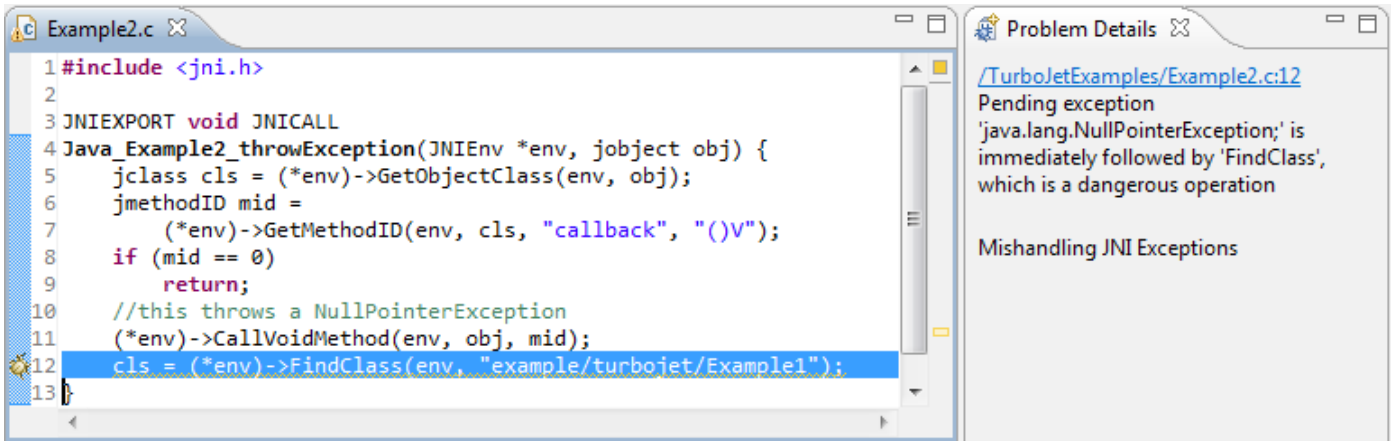 Example2.c
1 #include <jni.h>
2
3 JNIEXPORT void JNICALL
4 Java_Example2_throwException(JNIEnv *env, jobject obj) {
5     jclass cls = (*env)->GetObjectClass(env, obj);
6     jmethodID mid =
7         (*env)->GetMethodID(env, cls, "callback", "()V");
8     if (mid == 0)
9         return;
10     //this throws a NullPointerException
11     (*env)->CallVoidMethod(env, obj, mid);
12     cls = (*env)->FindClass(env, "example/turbojet/Example1");
13 }
Problem Details
/TurboJetExamples/Example2.c:12
Pending exception
'java.lang.NullPointerException;' is
immediately followed by 'FindClass',
which is a dangerous operation
Mishandling JNI Exceptions